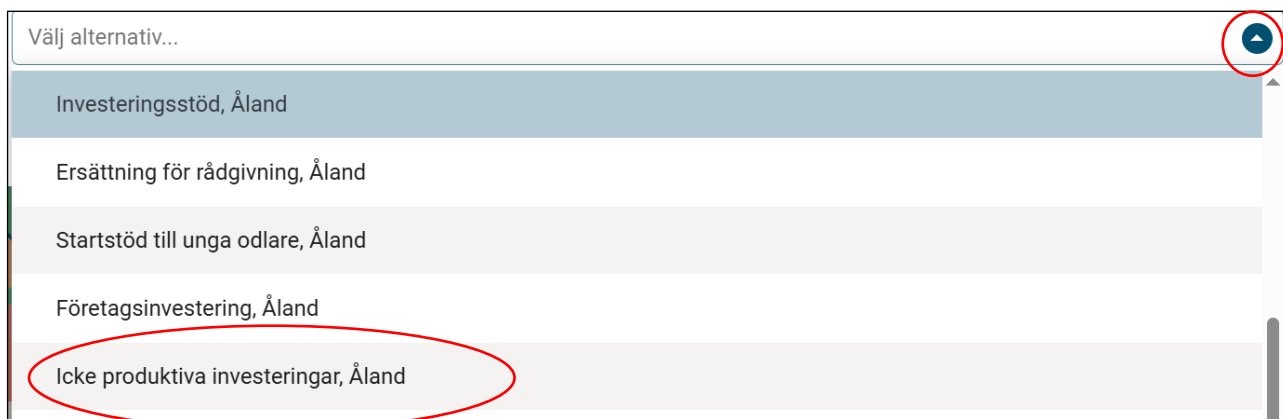 Välj alternativ...
Investeringsstöd, Åland
Ersättning för rådgivning, Åland
Startstöd till unga odlare, Åland
Företagsinvestering, Åland
Icke produktiva investeringar, Åland